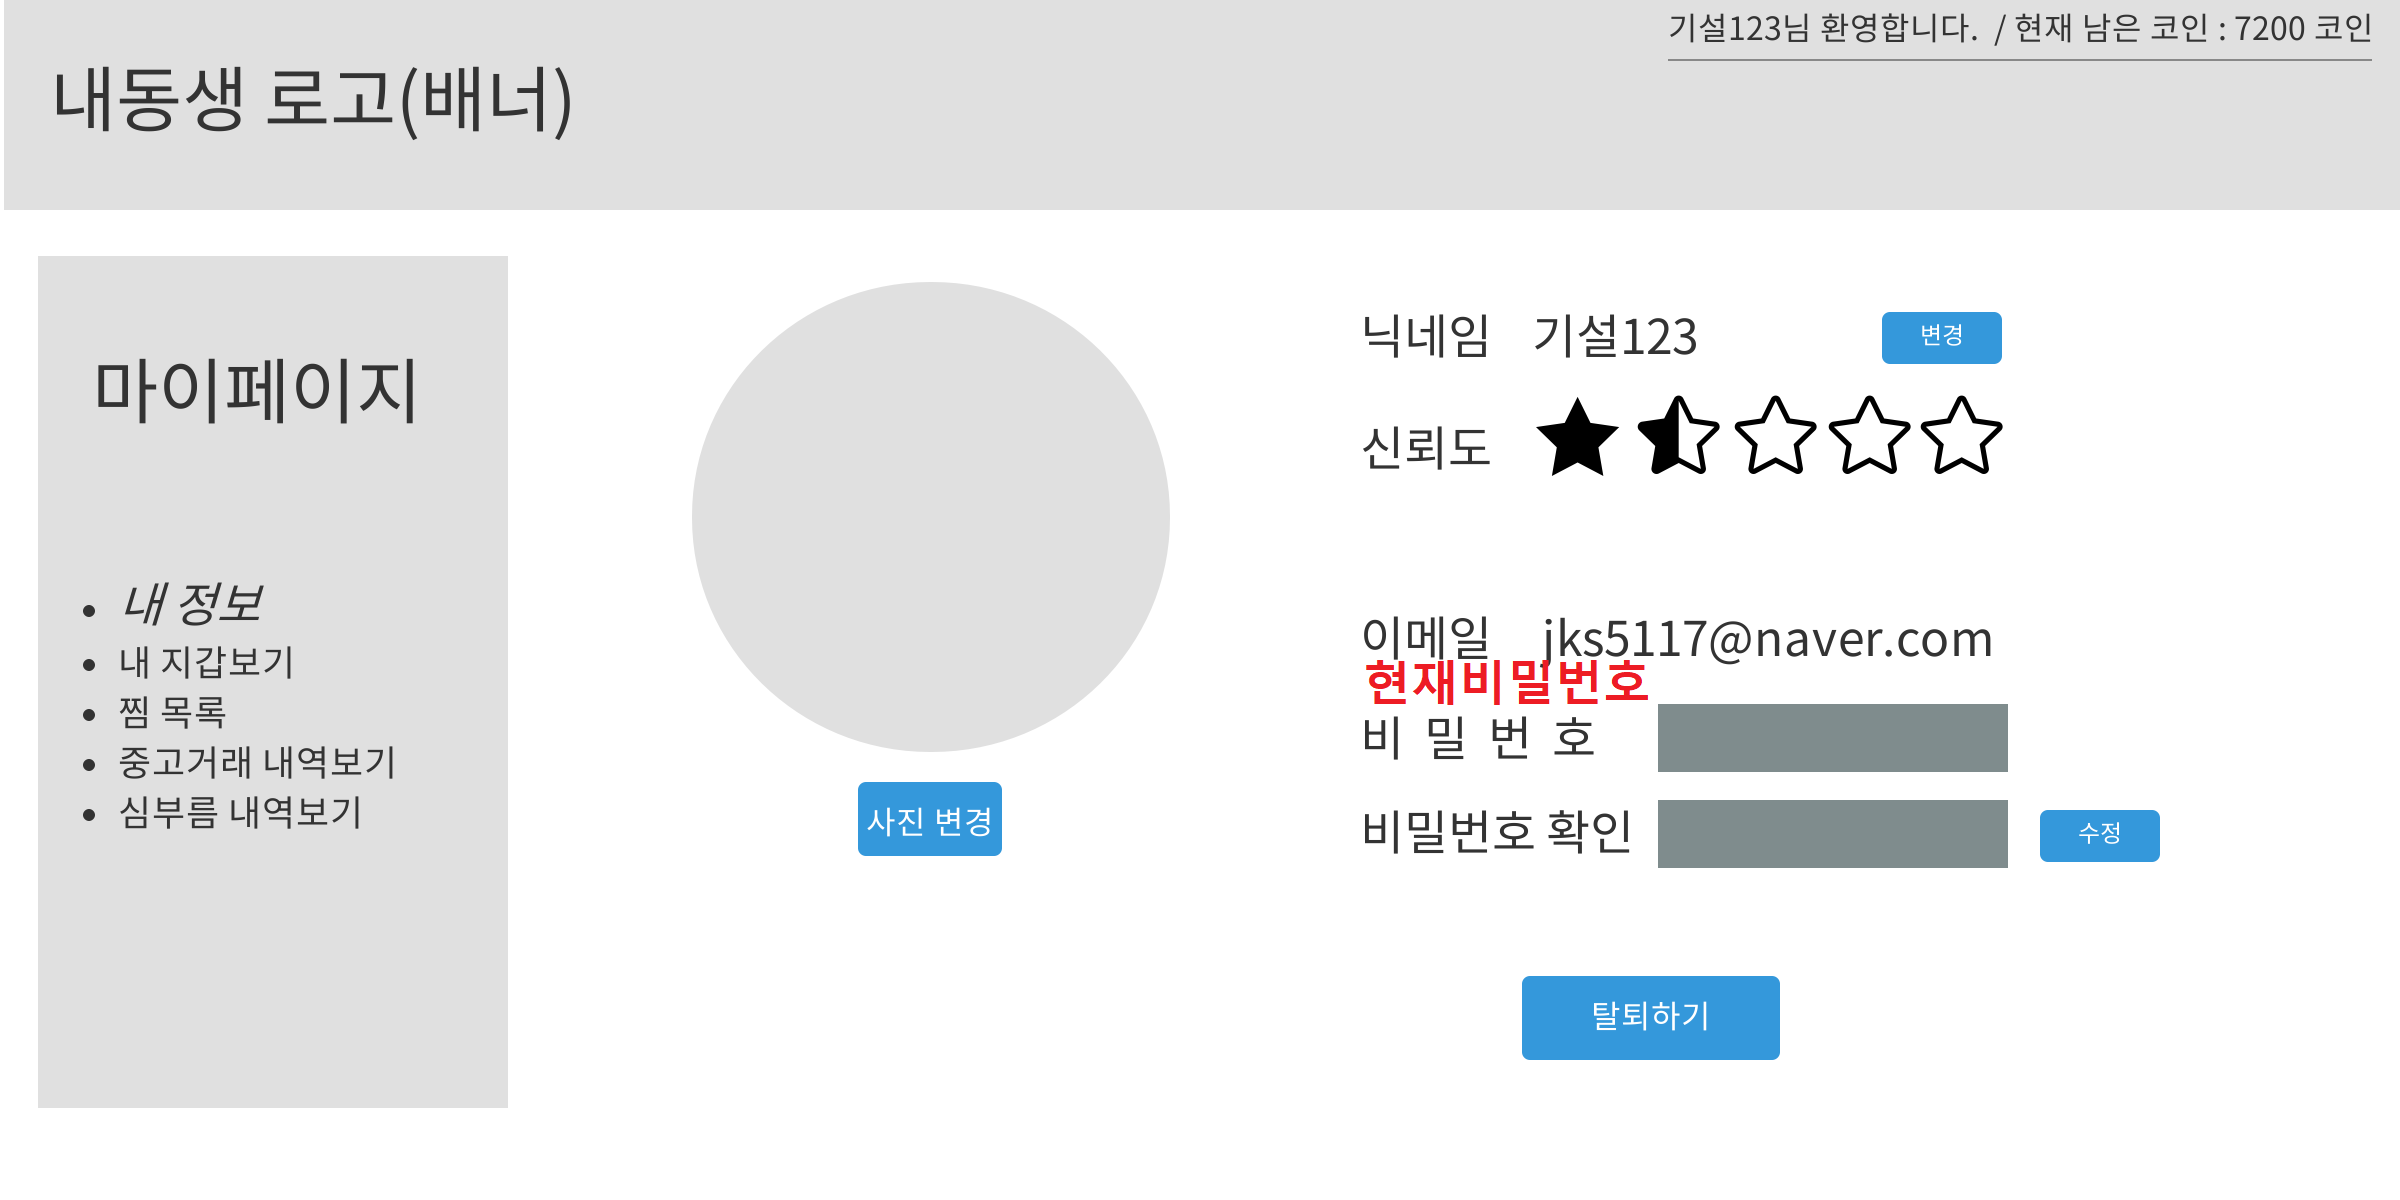 기설123님 환영합니다. / 현재 남은 코인 : 7200 코인
내동생 로고(배너)
마이페이지
내 정보
내 지갑보기
찜 목록
중고거래 내역보기
심부름 내역보기
사진 변경
닉네임 기설123 변경
신뢰도
이메일 jks5117@naver.com
현재비밀번호
비 밀 번 호
비밀번호 확인 수정
탈퇴하기